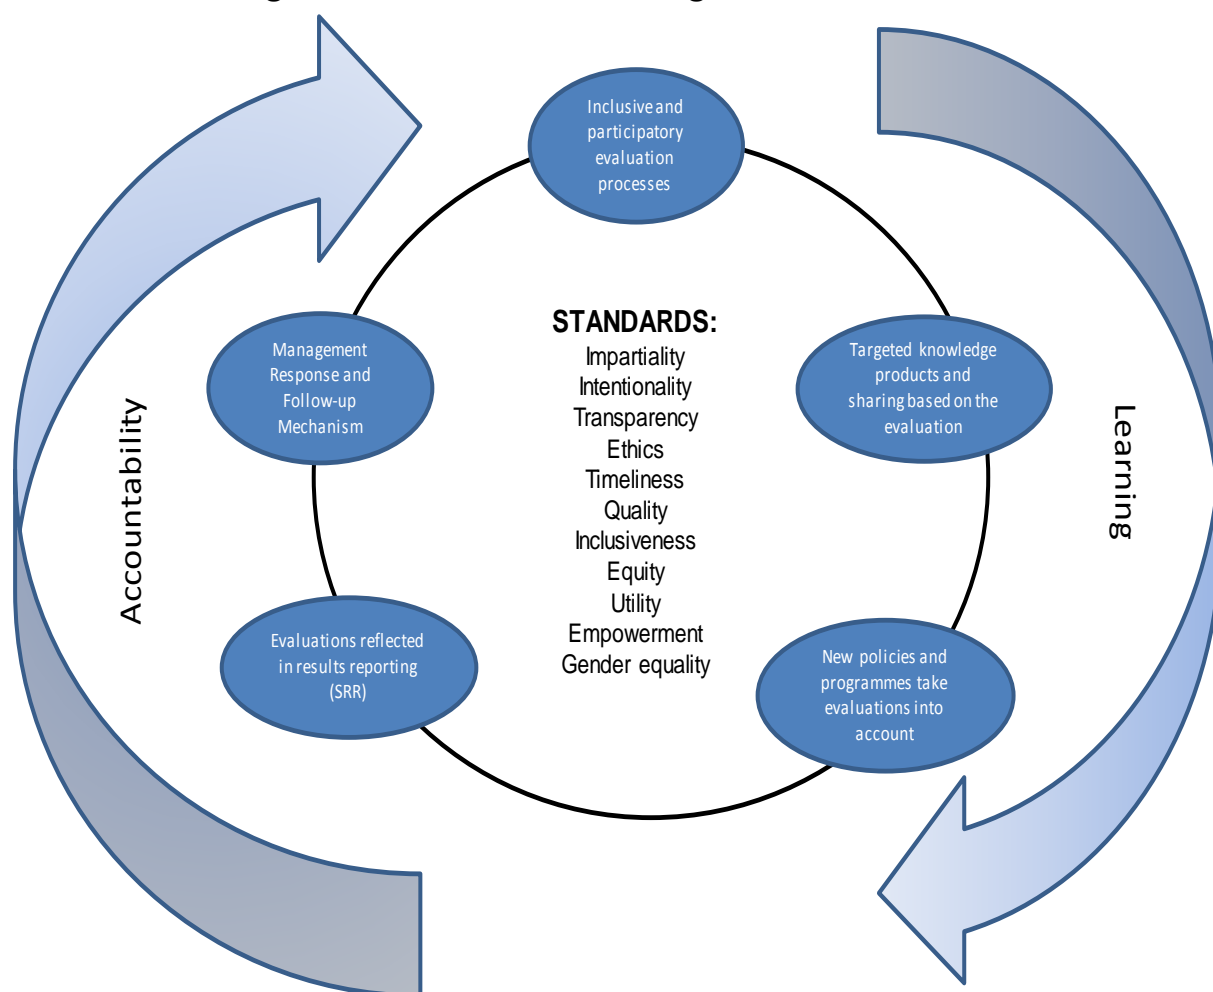 Inclusive and
participatory
evaluation
processes
Management
Response and
Follow-up
Mechanism
STANDARDS:
Impartiality
Intentionality
Transparency
Ethics
Timeliness
Quality
Inclusiveness
Equity
Utility
Empowerment
Gender equality
Targeted knowledge
products and
sharing based on the
evaluation
Accountability
Learning
Evaluations reflected
in results reporting
(SRR)
New policies and
programmes take
evaluations into
account